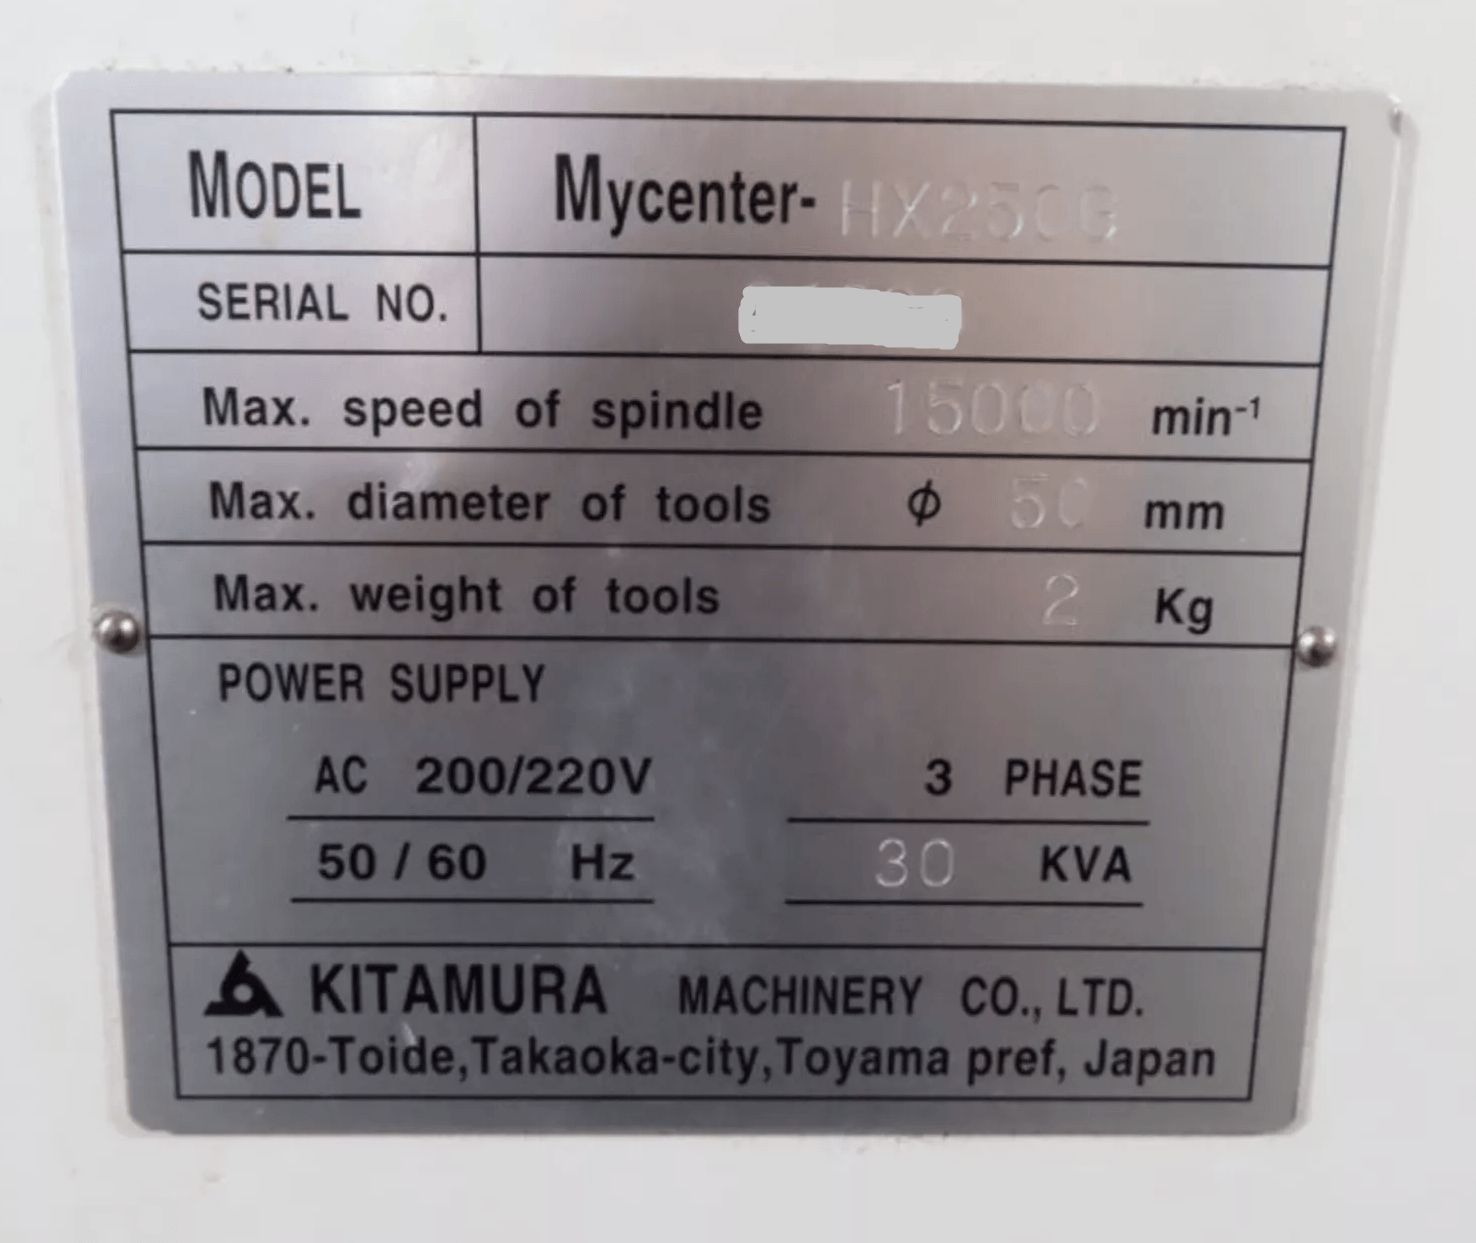 MODEL Mycenter- HX250G
SERIAL NO.
Max. speed of spindle 15000 min⁻¹
Max. diameter of tools ϕ 50 mm
Max. weight of tools 2 Kg
POWER SUPPLY
AC 200/220V 3 PHASE
50 / 60 Hz 30 KVA
KITAMURA MACHINERY CO., LTD.
1870-Toide,Takaoka-city,Toyama pref, Japan